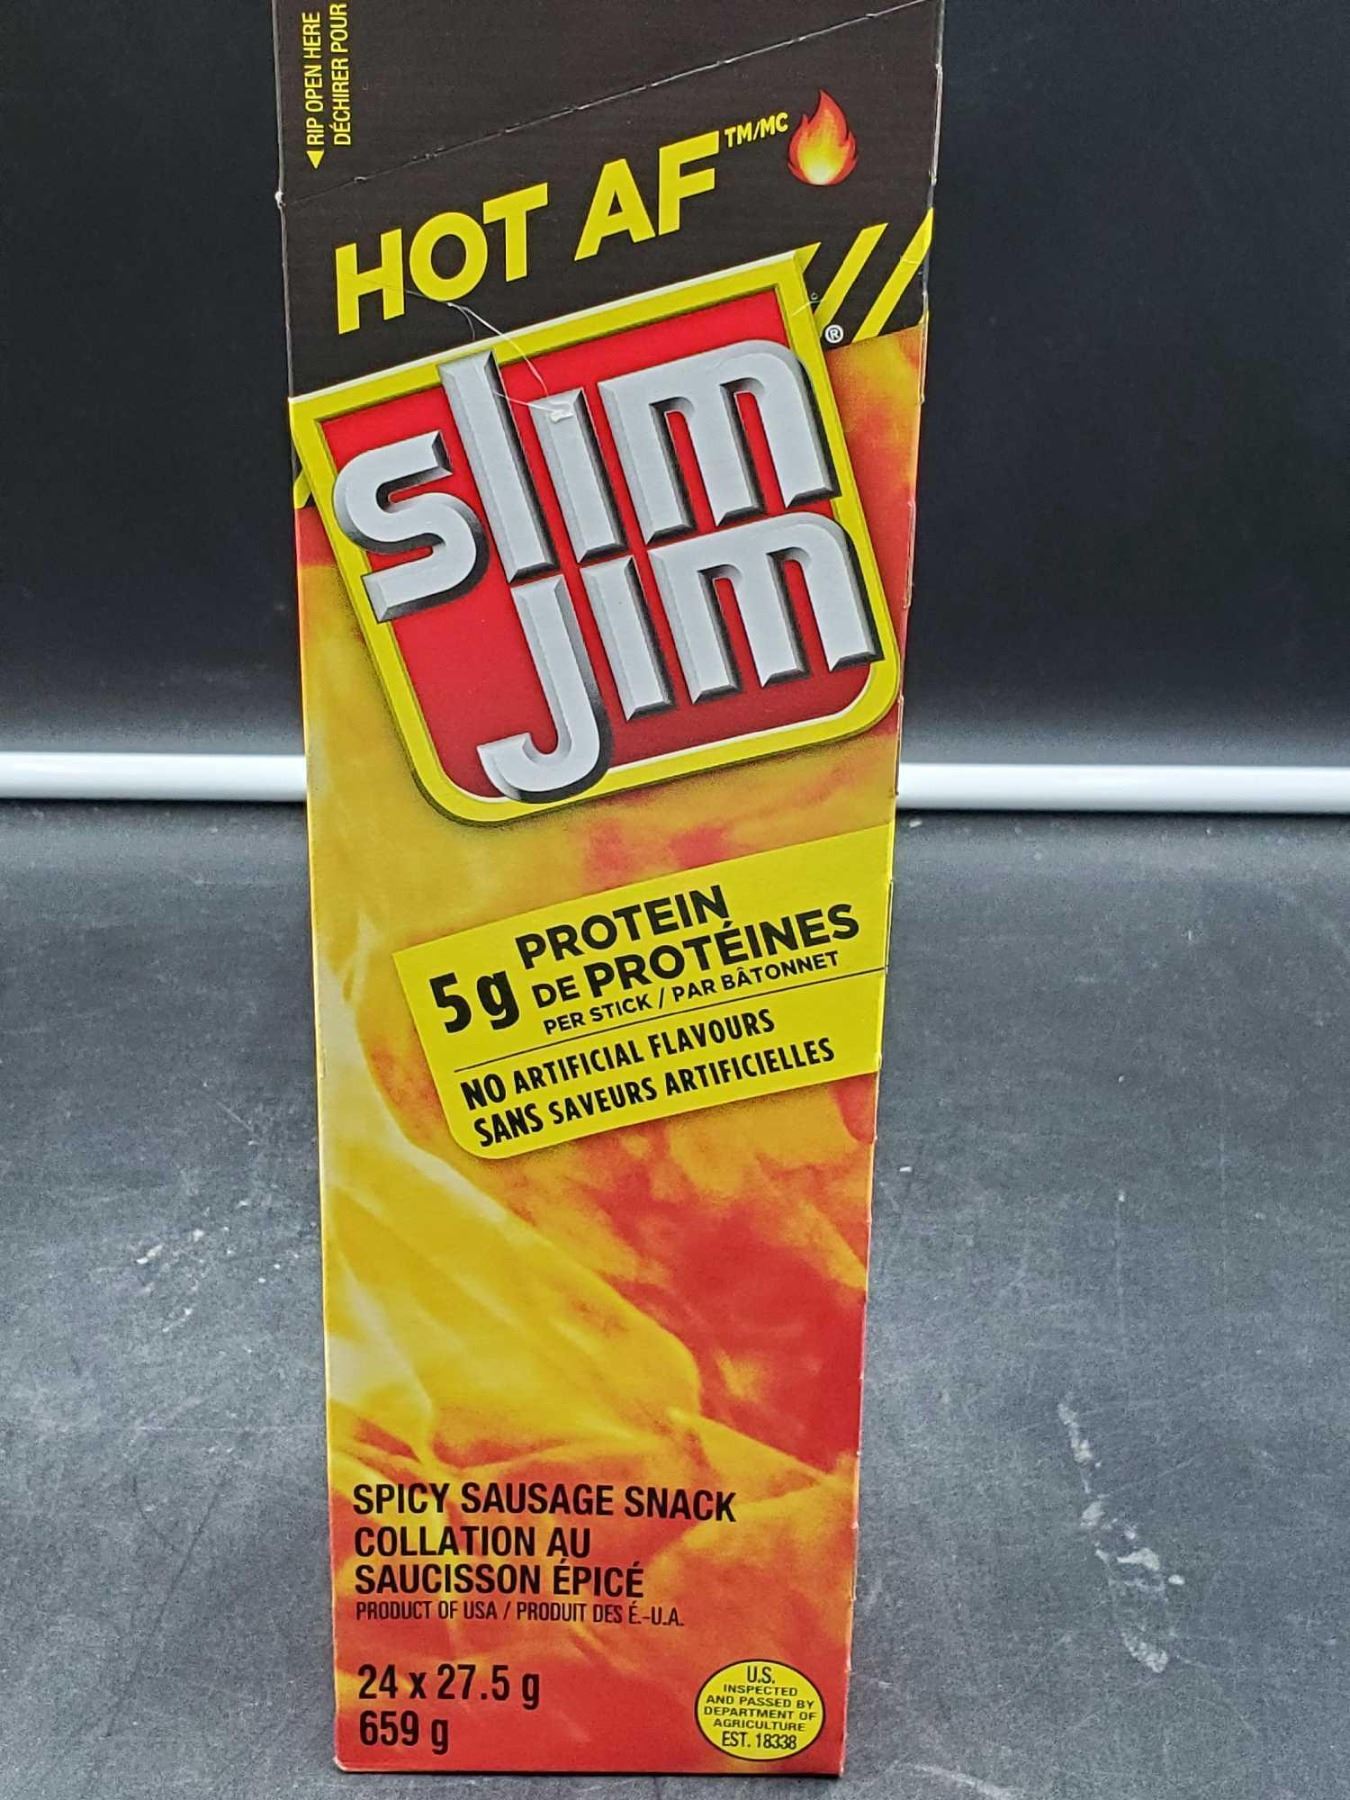 ◀ RIP OPEN HERE
DÉCHIRER POUR
HOT AF™/MC
slim
jim®
5g PROTEIN
DE PROTÉINES
PER STICK / PAR BÂTONNET
NO ARTIFICIAL FLAVOURS
SANS SAVEURS ARTIFICIELLES
SPICY SAUSAGE SNACK
COLLATION AU
SAUCISSON ÉPICÉ
PRODUCT OF USA / PRODUIT DES É.-U.A.
24 x 27.5 g
659 g
U.S.
INSPECTED
AND PASSED BY
DEPARTMENT OF
AGRICULTURE
EST. 18338